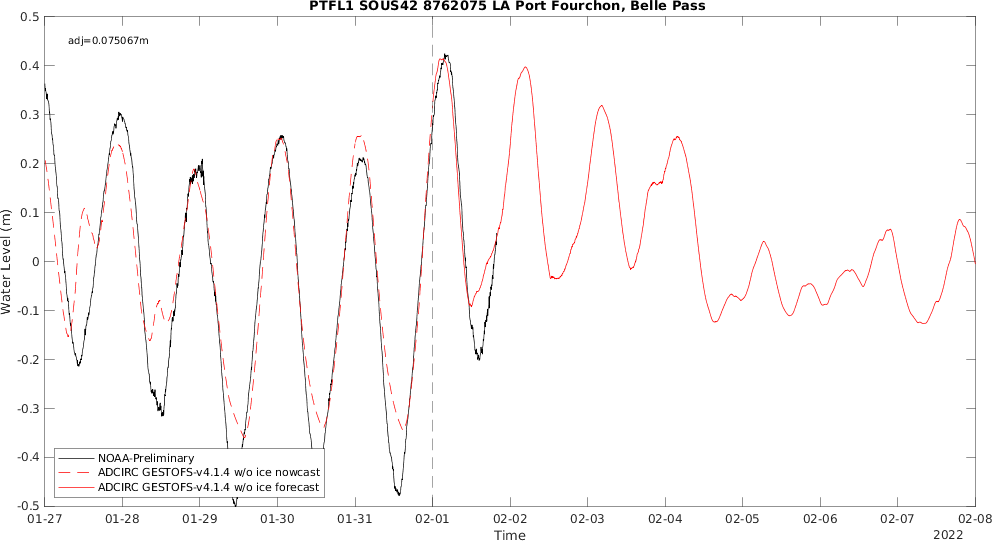 PTFL1 SOUS42 8762075 LA Port Fourchon, Belle Pass
adj=0.075067m
0.5
0.4
0.3
0.2
0.1
0
-0.1
-0.2
-0.3
-0.4
-0.5
Water Level (m)
NOAA-Preliminary
ADCIRC GESTOFS-v4.1.4 w/o ice nowcast
ADCIRC GESTOFS-v4.1.4 w/o ice forecast
01-27 01-28 01-29 01-30 01-31 02-01 02-02 02-03 02-04 02-05 02-06 02-07 02-08
Time
2022